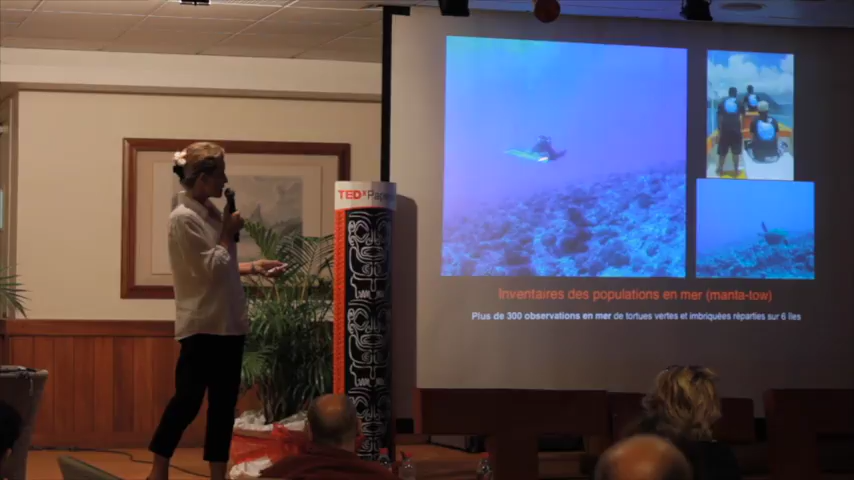 TEDxPape
Inventaires des populations en mer (manta-tow)
Plus de 300 observations en mer de tortues vertes et imbriquées réparties sur 6 îles